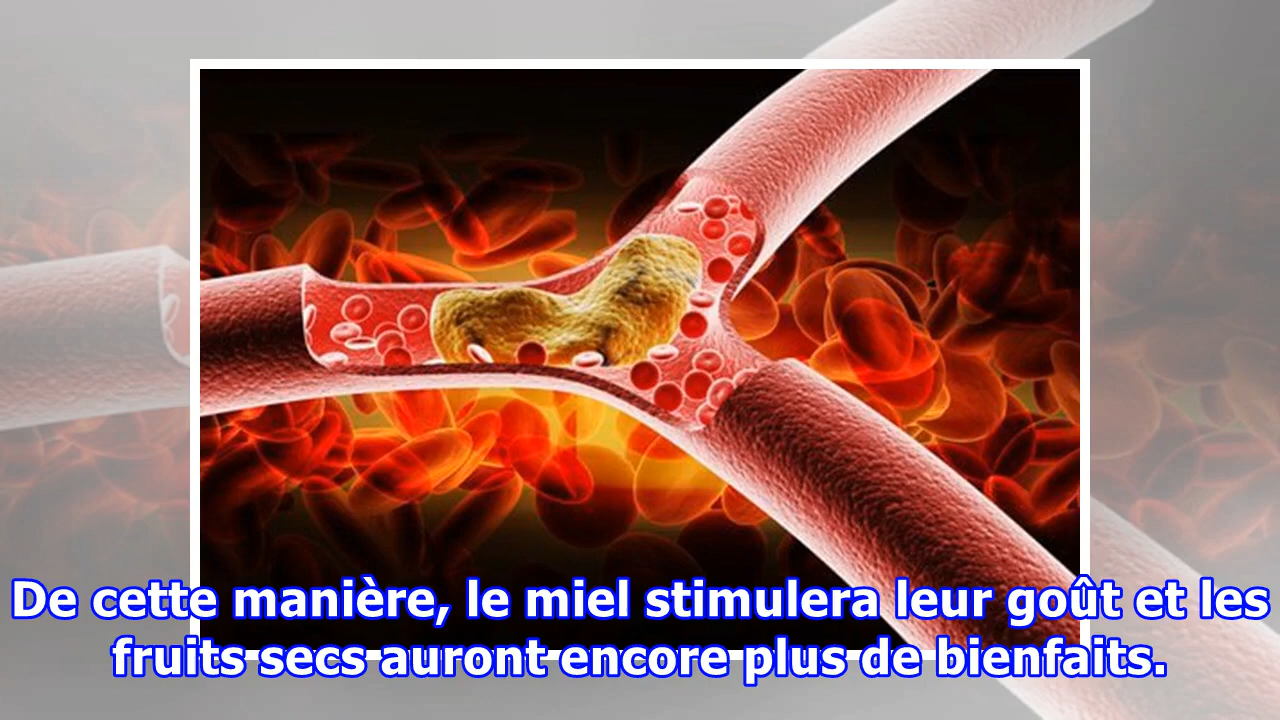 De cette manière, le miel stimulera leur goût et les
fruits secs auront encore plus de bienfaits.